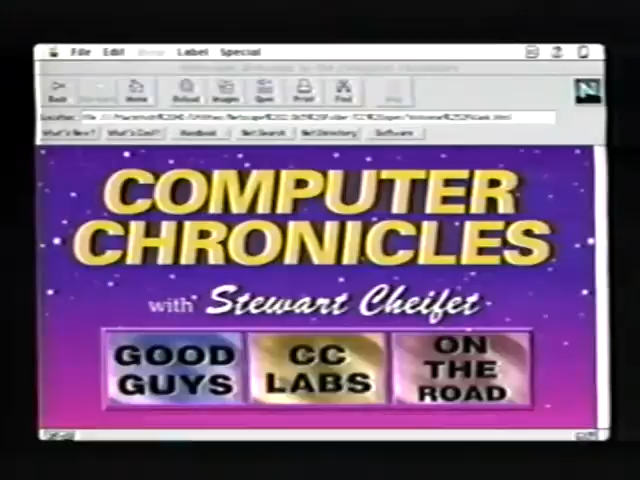 File Edit Label Special
Back Home Reload Images Open Print Find
N
What's New? What's Cool? Handbook Net Search Net Directory Software
COMPUTER
CHRONICLES
with Stewart Cheifet
GOOD
GUYS
CC
LABS
ON
THE
ROAD